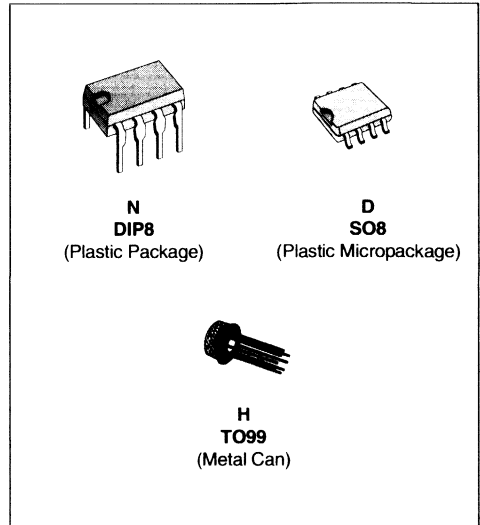 N
DIP8
(Plastic Package)
D
SO8
(Plastic Micropackage)
H
TO99
(Metal Can)